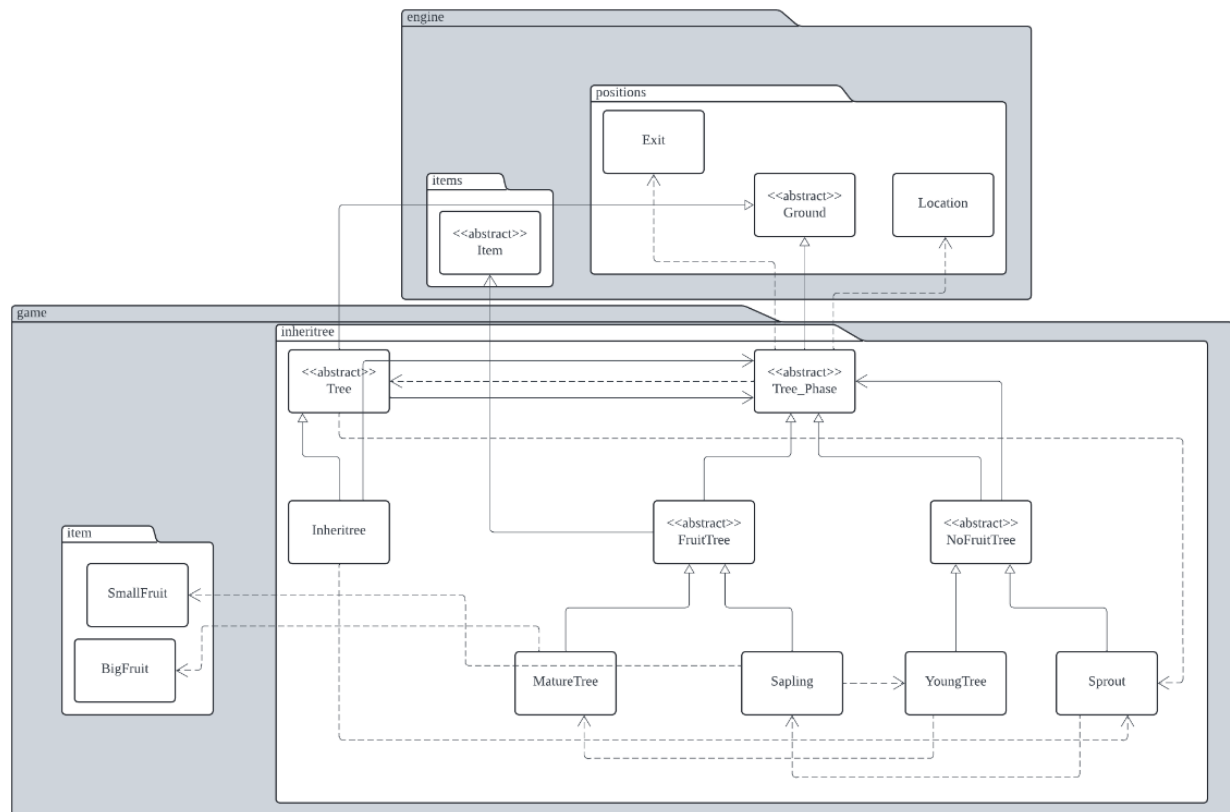 engine
positions
Exit
items
<<abstract>>
Ground
Location
<<abstract>>
Item
game
inheritree
<<abstract>>
Tree
<<abstract>>
Tree_Phase
Inheritree
<<abstract>>
FruitTree
<<abstract>>
NoFruitTree
item
SmallFruit
BigFruit
MatureTree
Sapling
YoungTree
Sprout